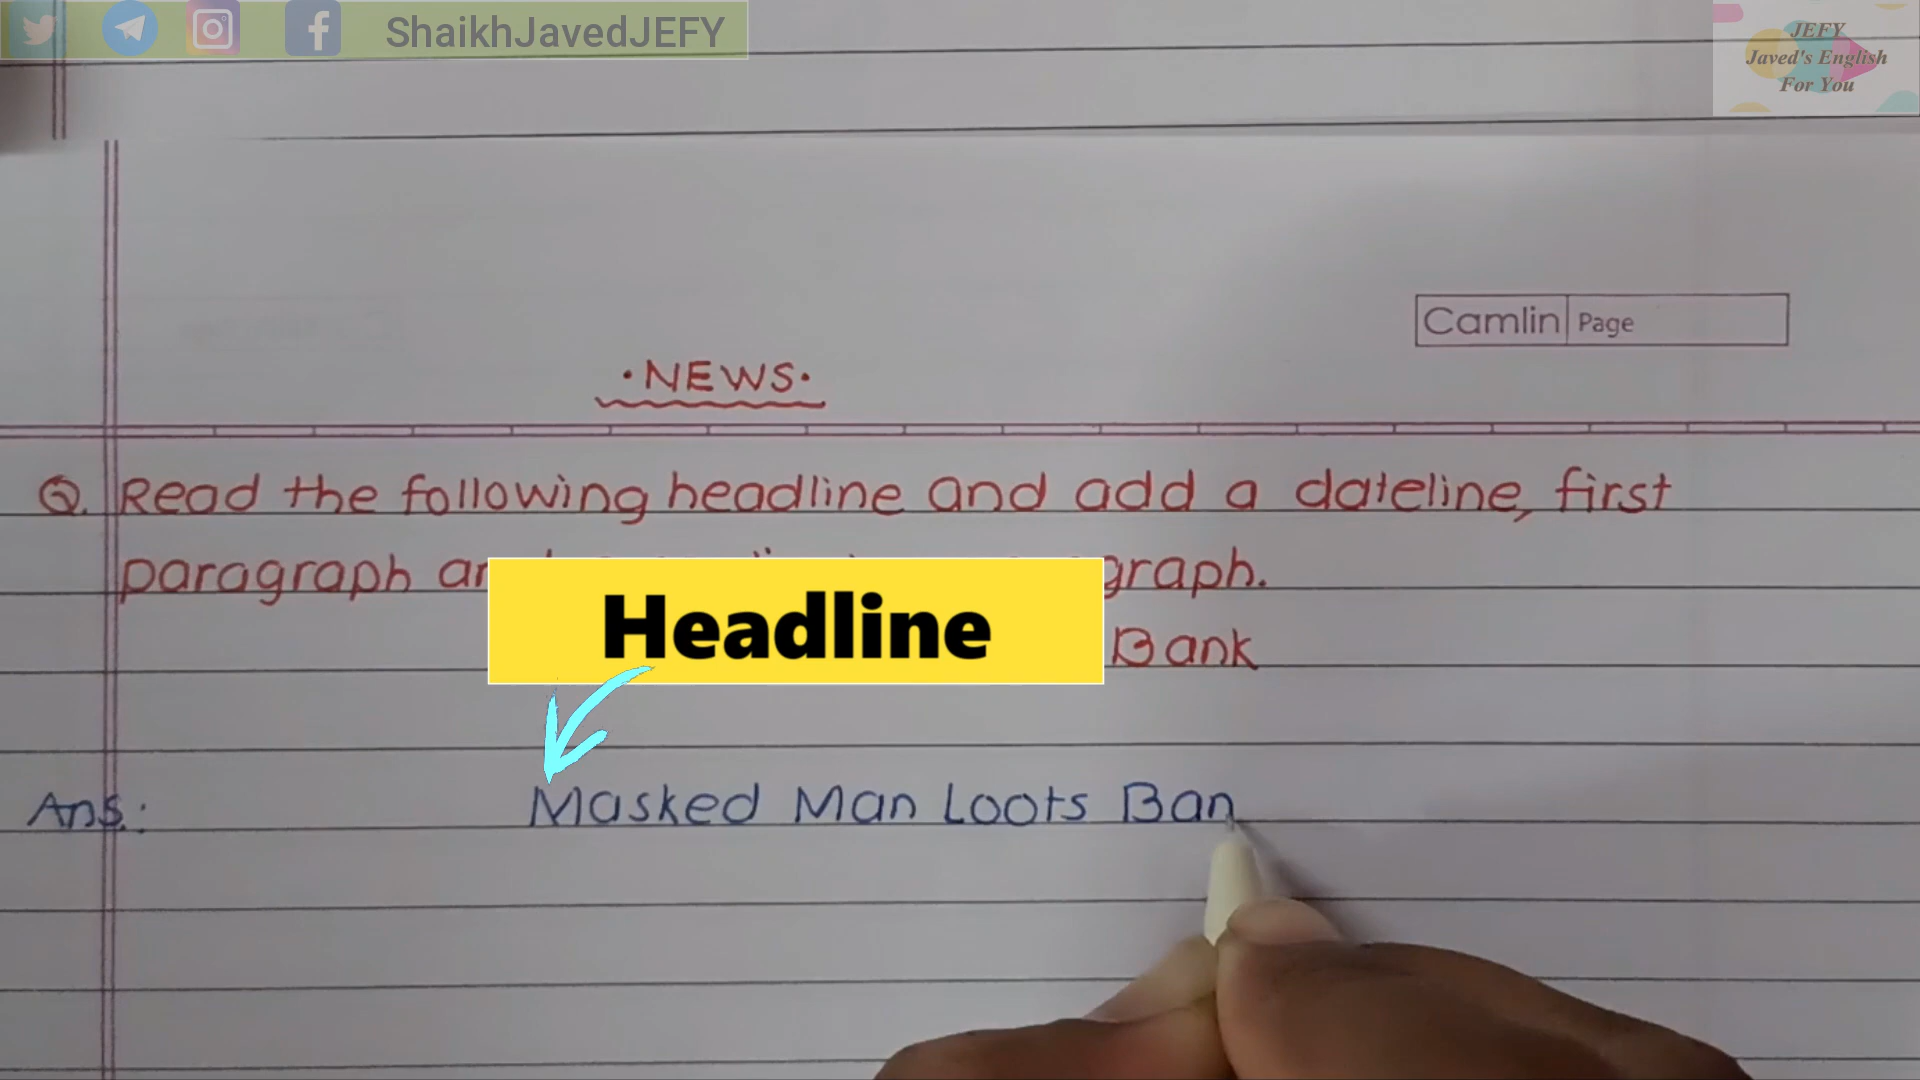 ShaikhJavedJEFY
JEFY
Javed's English
For You
Camlin Page
·NEWS·
Q. Read the following headline and add a dateline, first
paragraph graph.
Headline
Bank
Ans.: Masked Man Loots Ban